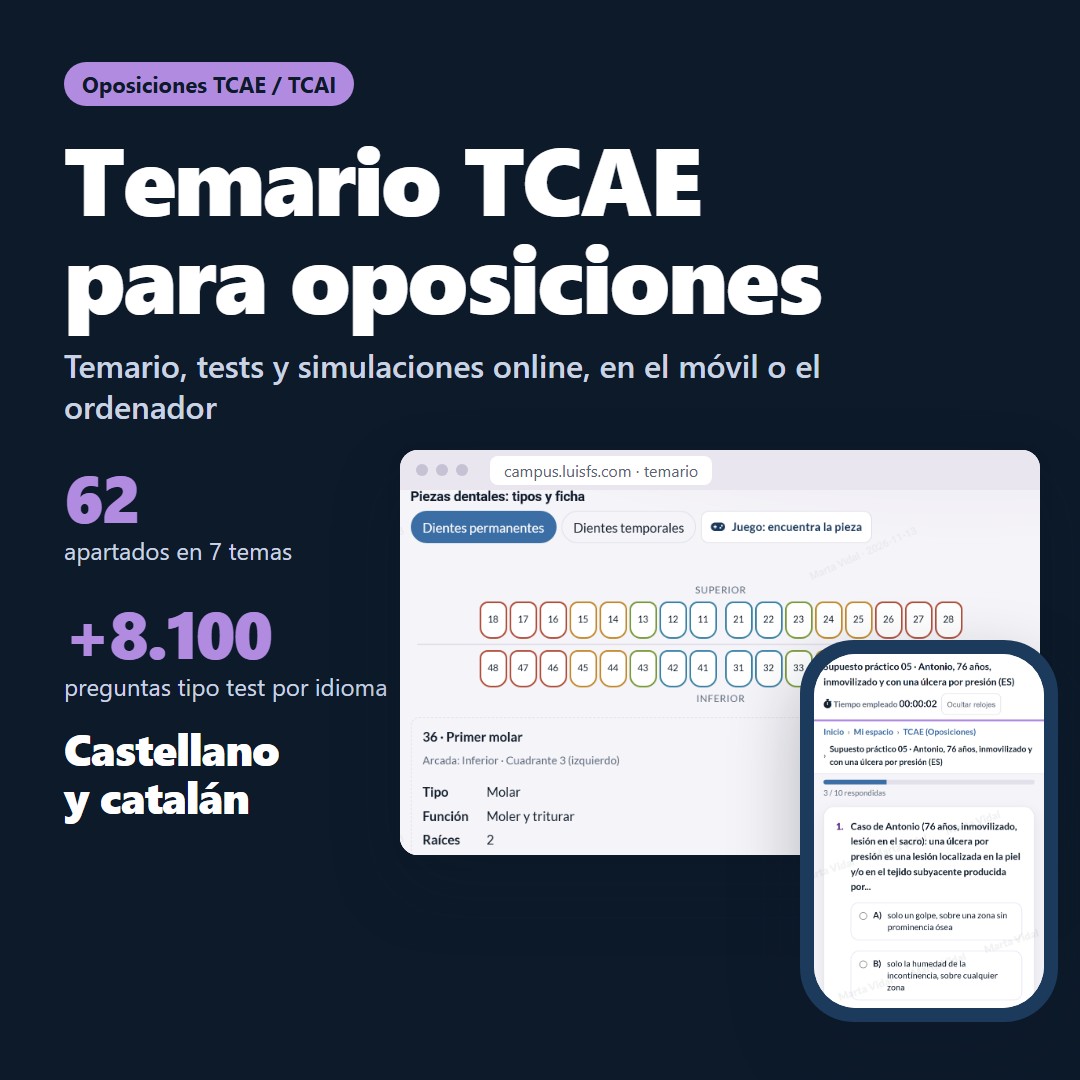 Oposiciones TCAE / TCAI
Temario TCAE
para oposiciones
Temario, tests y simulaciones online, en el móvil o el
ordenador
62
apartados en 7 temas
+8.100
preguntas tipo test por idioma
Castellano
y catalán
campus.luisfs.com · temario
Piezas dentales: tipos y ficha
Dientes permanentes
Dientes temporales
Juego: encuentra la pieza
SUPERIOR
18 17 16 15 14 13 12 11 21 22 23 24 25 26 27 28
48 47 46 45 44 43 42 41 31 32 33
INFERIOR
36 · Primer molar
Arcada: Inferior · Cuadrante 3 (izquierdo)
Tipo Molar
Función Moler y triturar
Raíces 2
Supuesto práctico 05 · Antonio, 76 años,
inmovilizado y con una úlcera por presión (ES)
Tiempo empleado 00:00:02 Ocultar relojes
Inicio › Mi espacio › TCAE (Oposiciones)
› Supuesto práctico 05 · Antonio, 76 años, inmovilizado y
con una úlcera por presión (ES)
3 / 10 respondidas
1. Caso de Antonio (76 años, inmovilizado,
lesión en el sacro): una úlcera por
presión es una lesión localizada en la piel
y/o en el tejido subyacente producida
por...
A) solo un golpe, sobre una zona sin
prominencia ósea
B) solo la humedad de la
incontinencia, sobre cualquier
zona